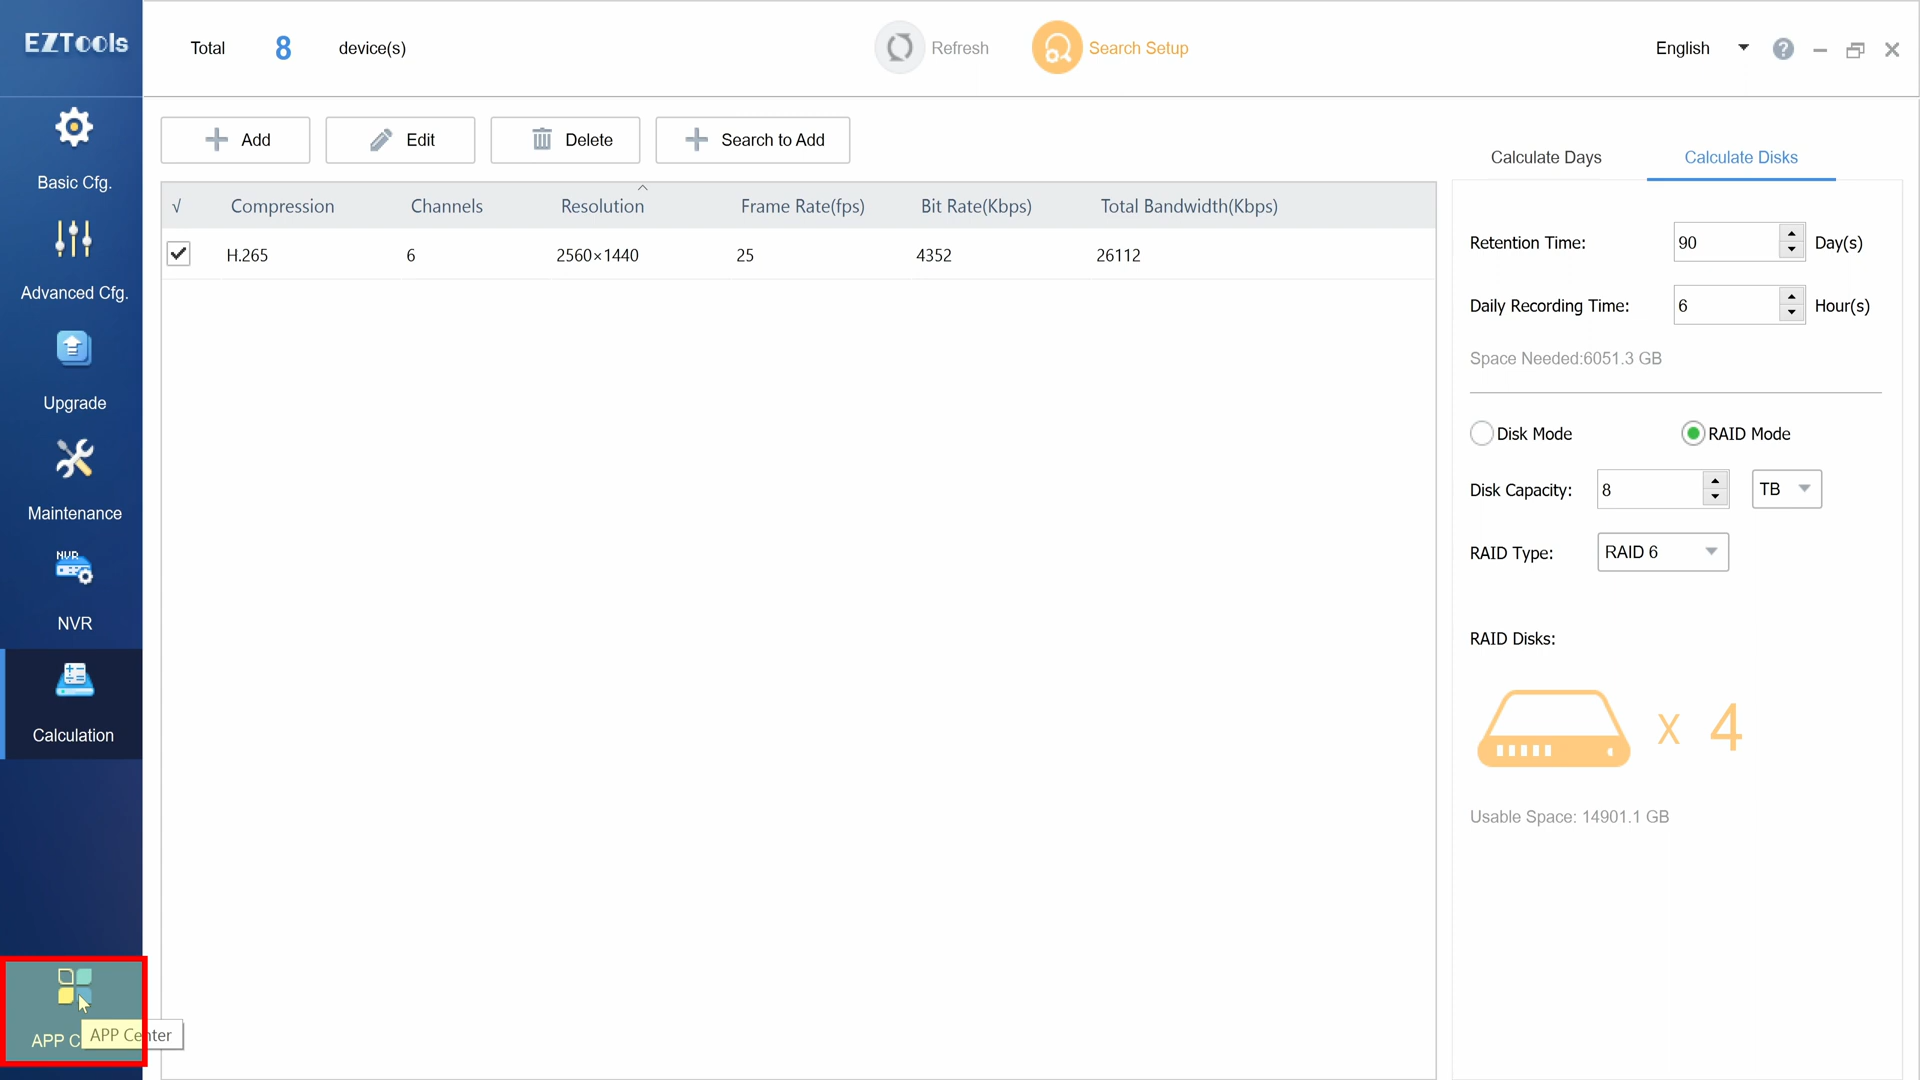 EZTools
Total 8 device(s)
Refresh
Search Setup
English
Basic Cfg.
Advanced Cfg.
Upgrade
Maintenance
NVR
NVR
Calculation
APP C
APP Center
Add
Edit
Delete
Search to Add
√ Compression Channels Resolution Frame Rate(fps) Bit Rate(Kbps) Total Bandwidth(Kbps)
H.265 6 2560×1440 25 4352 26112
Calculate Days
Calculate Disks
Retention Time: 90 Day(s)
Daily Recording Time: 6 Hour(s)
Space Needed:6051.3 GB
Disk Mode
RAID Mode
Disk Capacity: 8 TB
RAID Type: RAID 6
RAID Disks:
X 4
Usable Space: 14901.1 GB